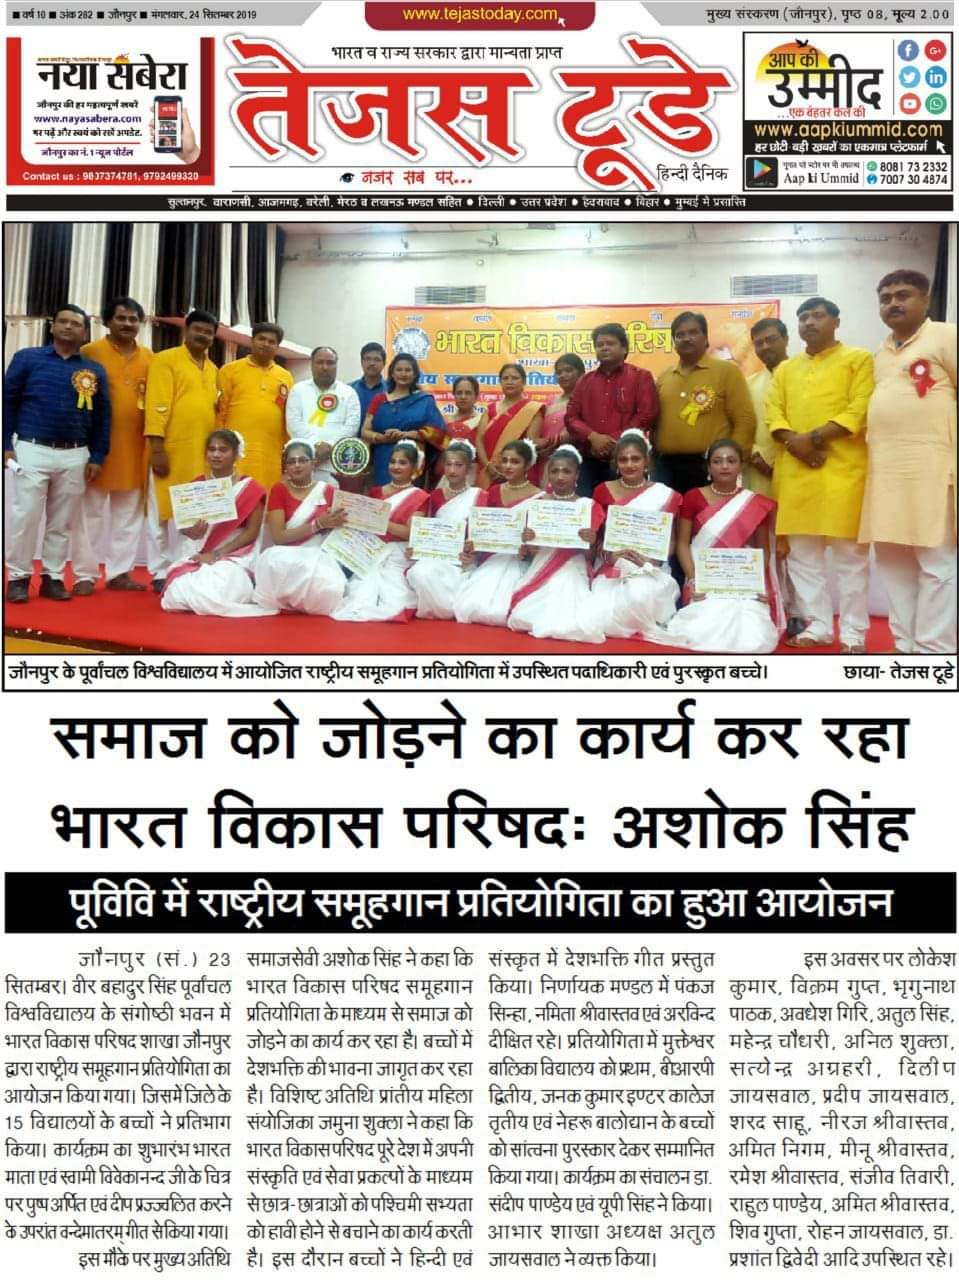 ■ वर्ष 10 ■ अंक 282 ■ जौनपुर ■ मंगलवार, 24 सितम्बर 2019
www.tejastoday.com
मुख्य संस्करण (जौनपुर), पृष्ठ 08, मूल्य 2.00
नया सबेरा
जौनपुर की हर महत्वपूर्ण खबरें
www.nayasabera.com
पर पढ़ें और स्वयं को रखें अपडेट.
जौनपुर का नं. 1 न्यूज पोर्टल
Contact us : 9807374781, 9792499320
भारत व राज्य सरकार द्वारा मान्यता प्राप्त
तेजस टूडे
नजर सब पर...
हिन्दी दैनिक
आप की
उम्मीद
...एक बेहतर कल की
www.aapkiummid.com
हर छोटी-बड़ी खबरों का एकमात्र प्लेटफार्म
गूगल प्ले स्टोर पर भी उपलब्ध
Aap ki Ummid
8081 73 2332
7007 30 4874
सुल्तानपुर, वाराणसी, आजमगढ़, बरेली, मेरठ व लखनऊ मण्डल सहित ● दिल्ली ● उत्तर प्रदेश ● हैदराबाद ● बिहार ● मुम्बई में प्रसारित
भारत विकास परिषद
जौनपुर के पूर्वांचल विश्वविद्यालय में आयोजित राष्ट्रीय समूहगान प्रतियोगिता में उपस्थित पदाधिकारी एवं पुरस्कृत बच्चे।
छाया- तेजस टूडे
समाज को जोड़ने का कार्य कर रहा
भारत विकास परिषदः अशोक सिंह
पूविवि में राष्ट्रीय समूहगान प्रतियोगिता का हुआ आयोजन
जौनपुर (सं.) 23
सितम्बर। वीर बहादुर सिंह पूर्वांचल
विश्वविद्यालय के संगोष्ठी भवन में
भारत विकास परिषद शाखा जौनपुर
द्वारा राष्ट्रीय समूहगान प्रतियोगिता का
आयोजन किया गया। जिसमें जिले के
15 विद्यालयों के बच्चों ने प्रतिभाग
किया। कार्यक्रम का शुभारंभ भारत
माता एवं स्वामी विवेकानन्द जी के चित्र
पर पुष्प अर्पित एवं दीप प्रज्ज्वलित करने
के उपरांत वन्देमातरम् गीत से किया गया।
इस मौके पर मुख्य अतिथि
समाजसेवी अशोक सिंह ने कहा कि
भारत विकास परिषद समूहगान
प्रतियोगिता के माध्यम से समाज को
जोड़ने का कार्य कर रहा है। बच्चों में
देशभक्ति की भावना जागृत कर रहा
है। विशिष्ट अतिथि प्रांतीय महिला
संयोजिका जमुना शुक्ला ने कहा कि
भारत विकास परिषद पूरे देश में अपनी
संस्कृति एवं सेवा प्रकल्पों के माध्यम
से छात्र-छात्राओं को पश्चिमी सभ्यता
को हावी होने से बचाने का कार्य करती
है। इस दौरान बच्चों ने हिन्दी एवं
संस्कृत में देशभक्ति गीत प्रस्तुत
किया। निर्णायक मण्डल में पंकज
सिन्हा, नमिता श्रीवास्तव एवं अरविन्द
दीक्षित रहे। प्रतियोगिता में मुक्तेश्वर
बालिका विद्यालय को प्रथम, बीआरपी
द्वितीय, जनक कुमार इण्टर कालेज
तृतीय एवं नेहरू बालोद्यान के बच्चों
को सांत्वना पुरस्कार देकर सम्मानित
किया गया। कार्यक्रम का संचालन डा.
संदीप पाण्डेय एवं यूपी सिंह ने किया।
आभार शाखा अध्यक्ष अतुल
जायसवाल ने व्यक्त किया।
इस अवसर पर लोकेश
कुमार, विक्रम गुप्त, भृगुनाथ
पाठक, अवधेश गिरि, अतुल सिंह,
महेन्द्र चौधरी, अनिल शुक्ला,
सत्येन्द्र अग्रहरी, दिलीप
जायसवाल, प्रदीप जायसवाल,
शरद साहू, नीरज श्रीवास्तव,
अमित निगम, मीनू श्रीवास्तव,
रमेश श्रीवास्तव, संजीव तिवारी,
राहुल पाण्डेय, अमित श्रीवास्तव,
शिव गुप्ता, रोहन जायसवाल, डा.
प्रशांत द्विवेदी आदि उपस्थित रहे।